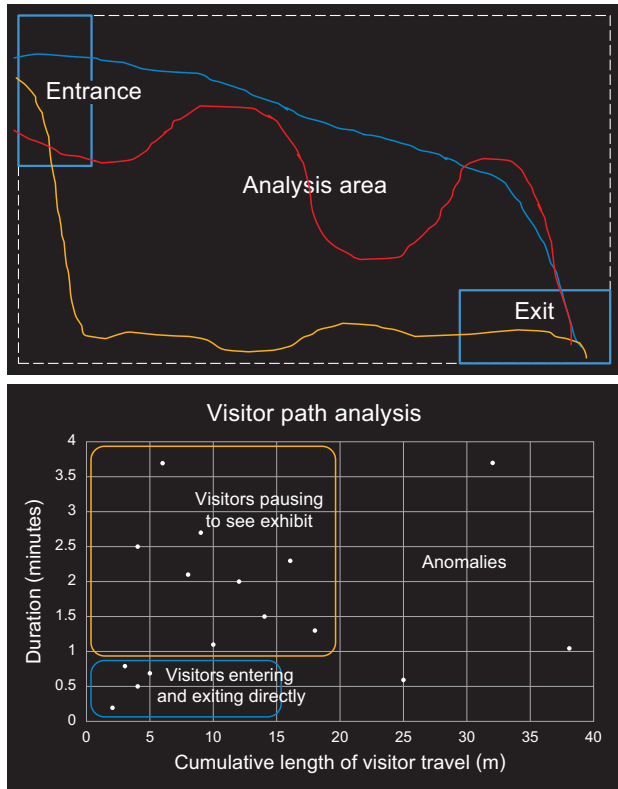 Entrance
Analysis area
Exit
Visitor path analysis
4
3.5
3
2.5
2
1.5
1
0.5
0
Duration (minutes)
Visitors pausing
to see exhibit
Anomalies
Visitors entering
and exiting directly
0 5 10 15 20 25 30 35 40
Cumulative length of visitor travel (m)